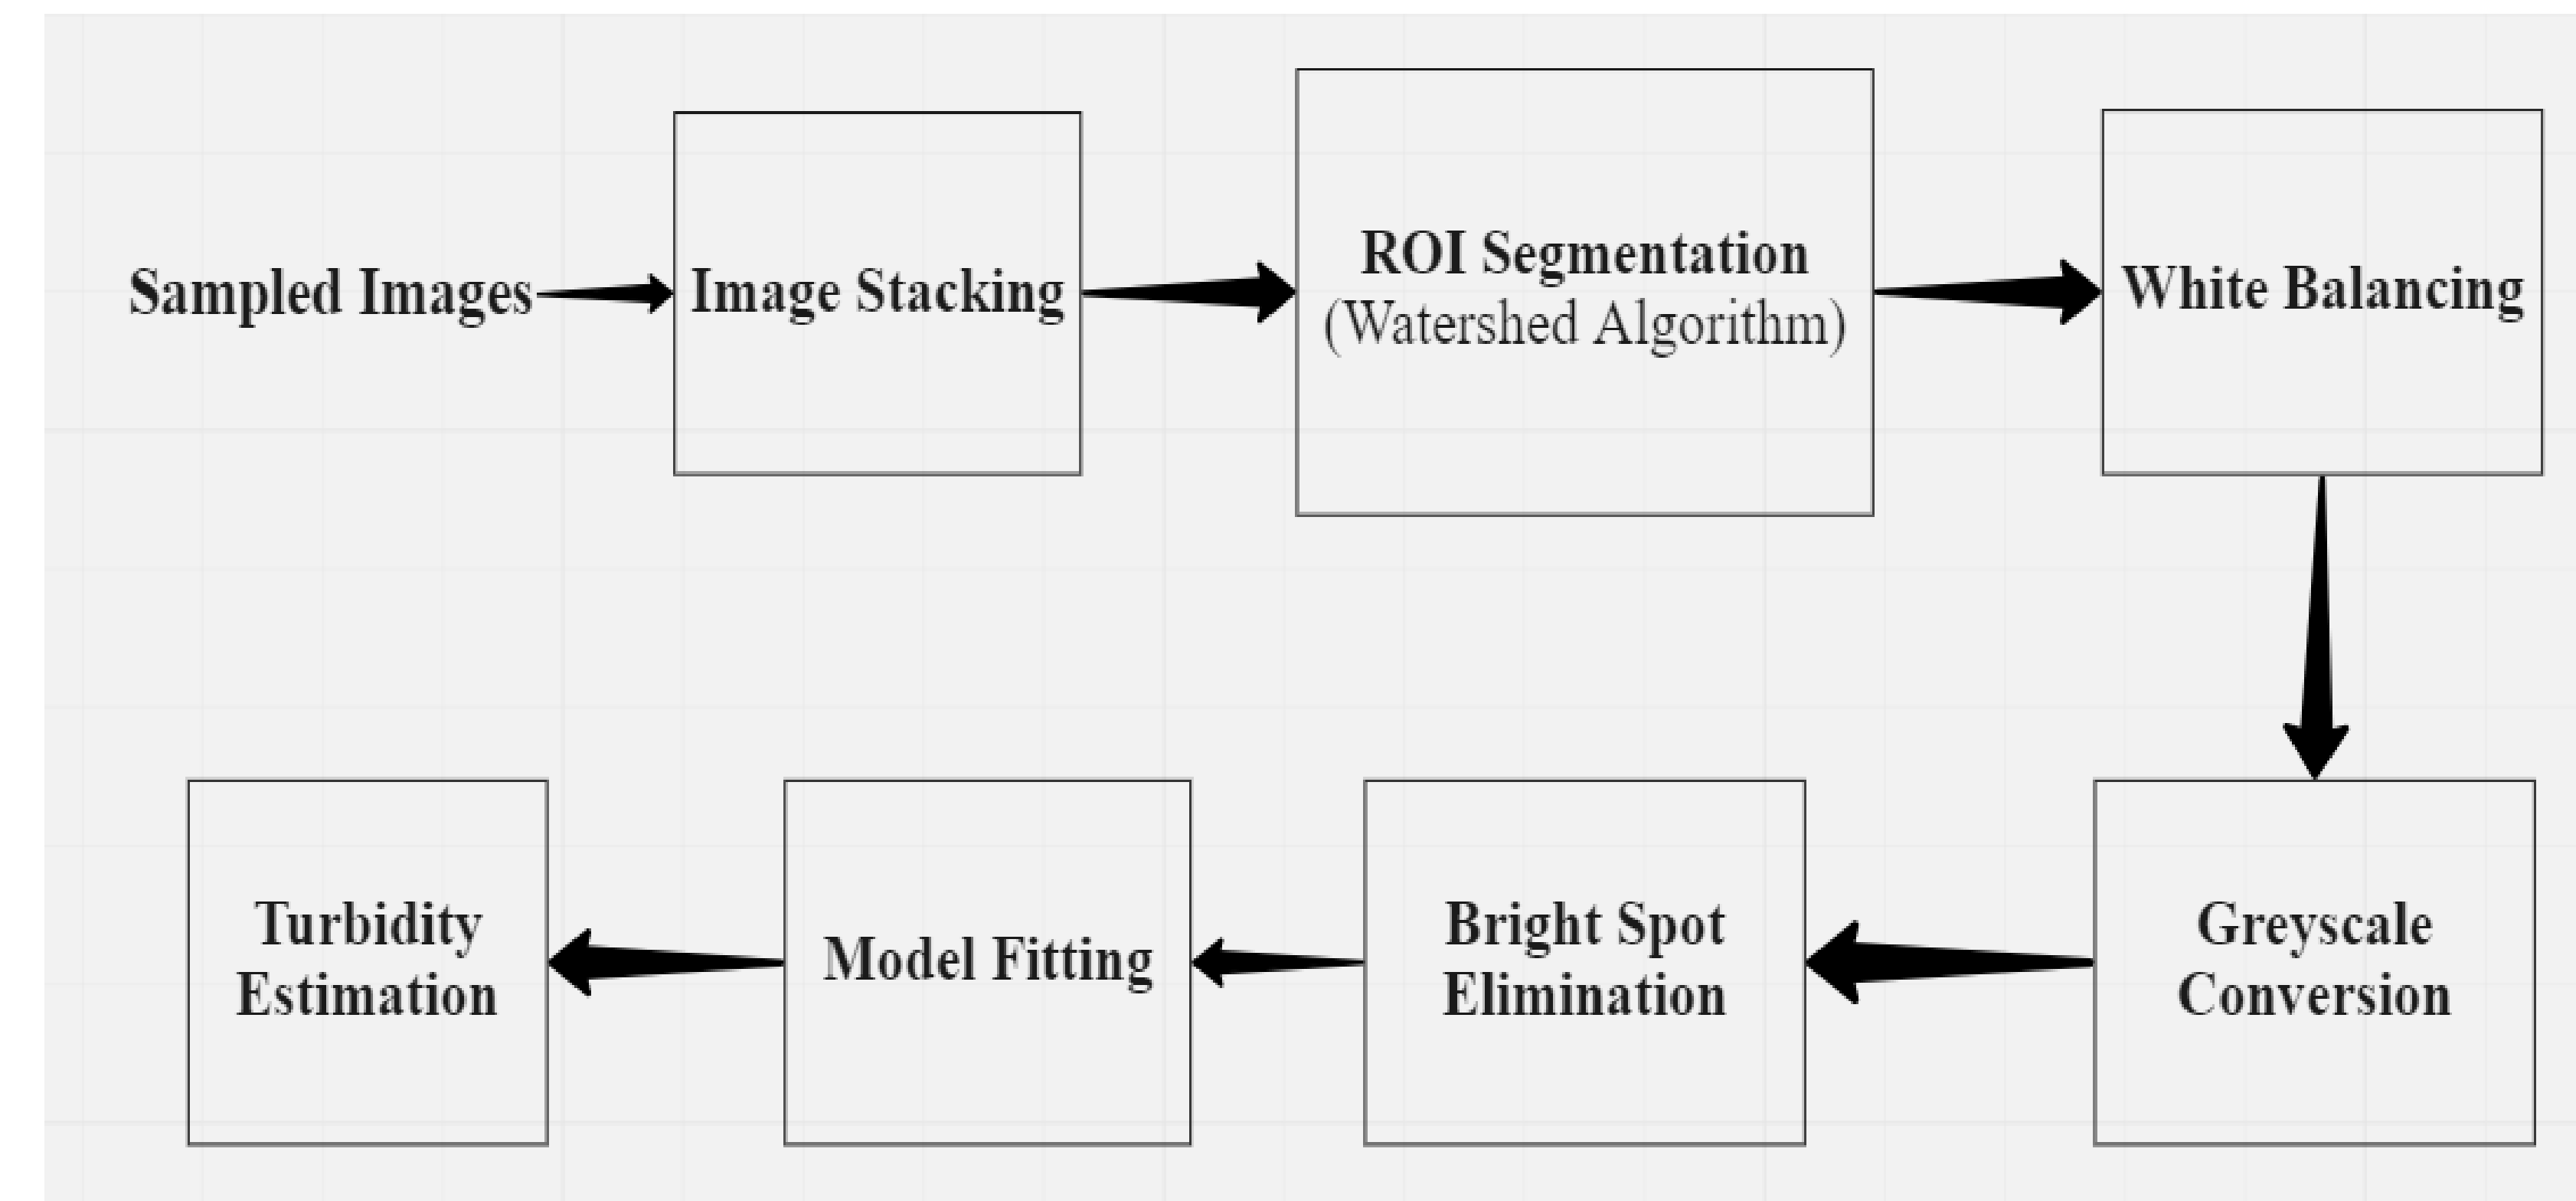 Sampled Images
Image Stacking
ROI Segmentation
(Watershed Algorithm)
White Balancing
Greyscale
Conversion
Bright Spot
Elimination
Model Fitting
Turbidity
Estimation